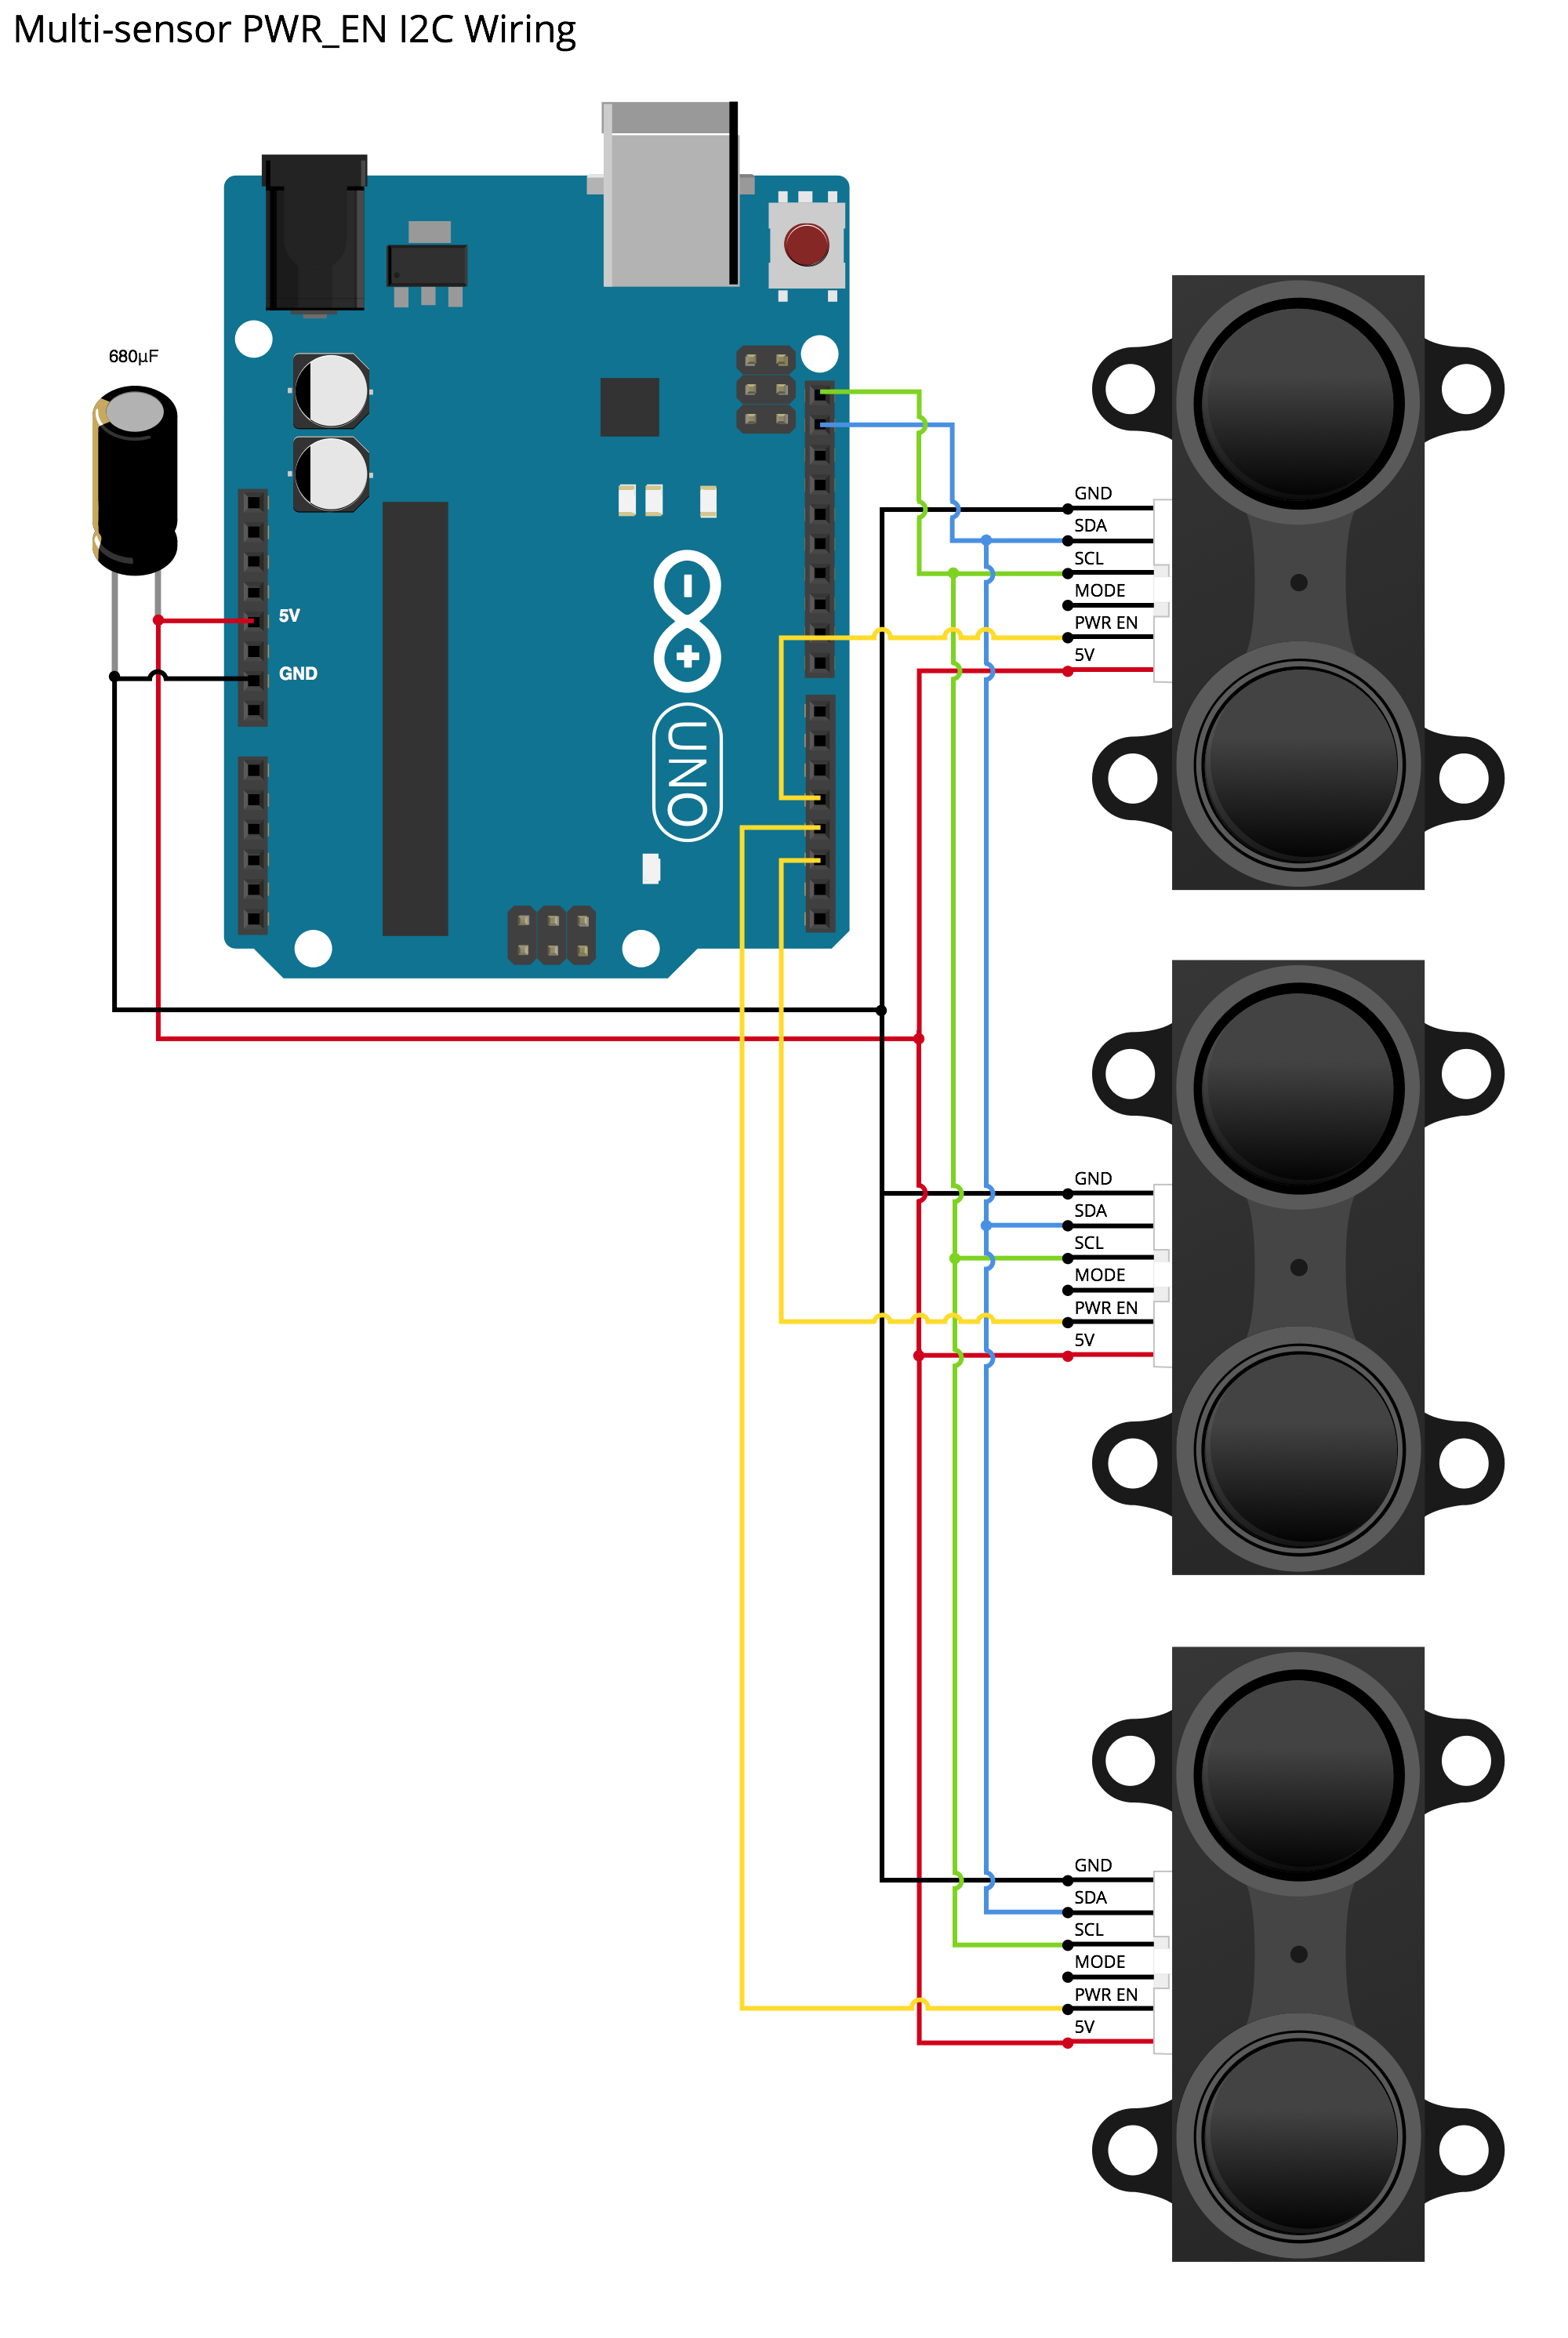 Multi-sensor PWR_EN I2C Wiring
680µF
5V
GND
UNO
GND
SDA
SCL
MODE
PWR EN
5V
GND
SDA
SCL
MODE
PWR EN
5V
GND
SDA
SCL
MODE
PWR EN
5V